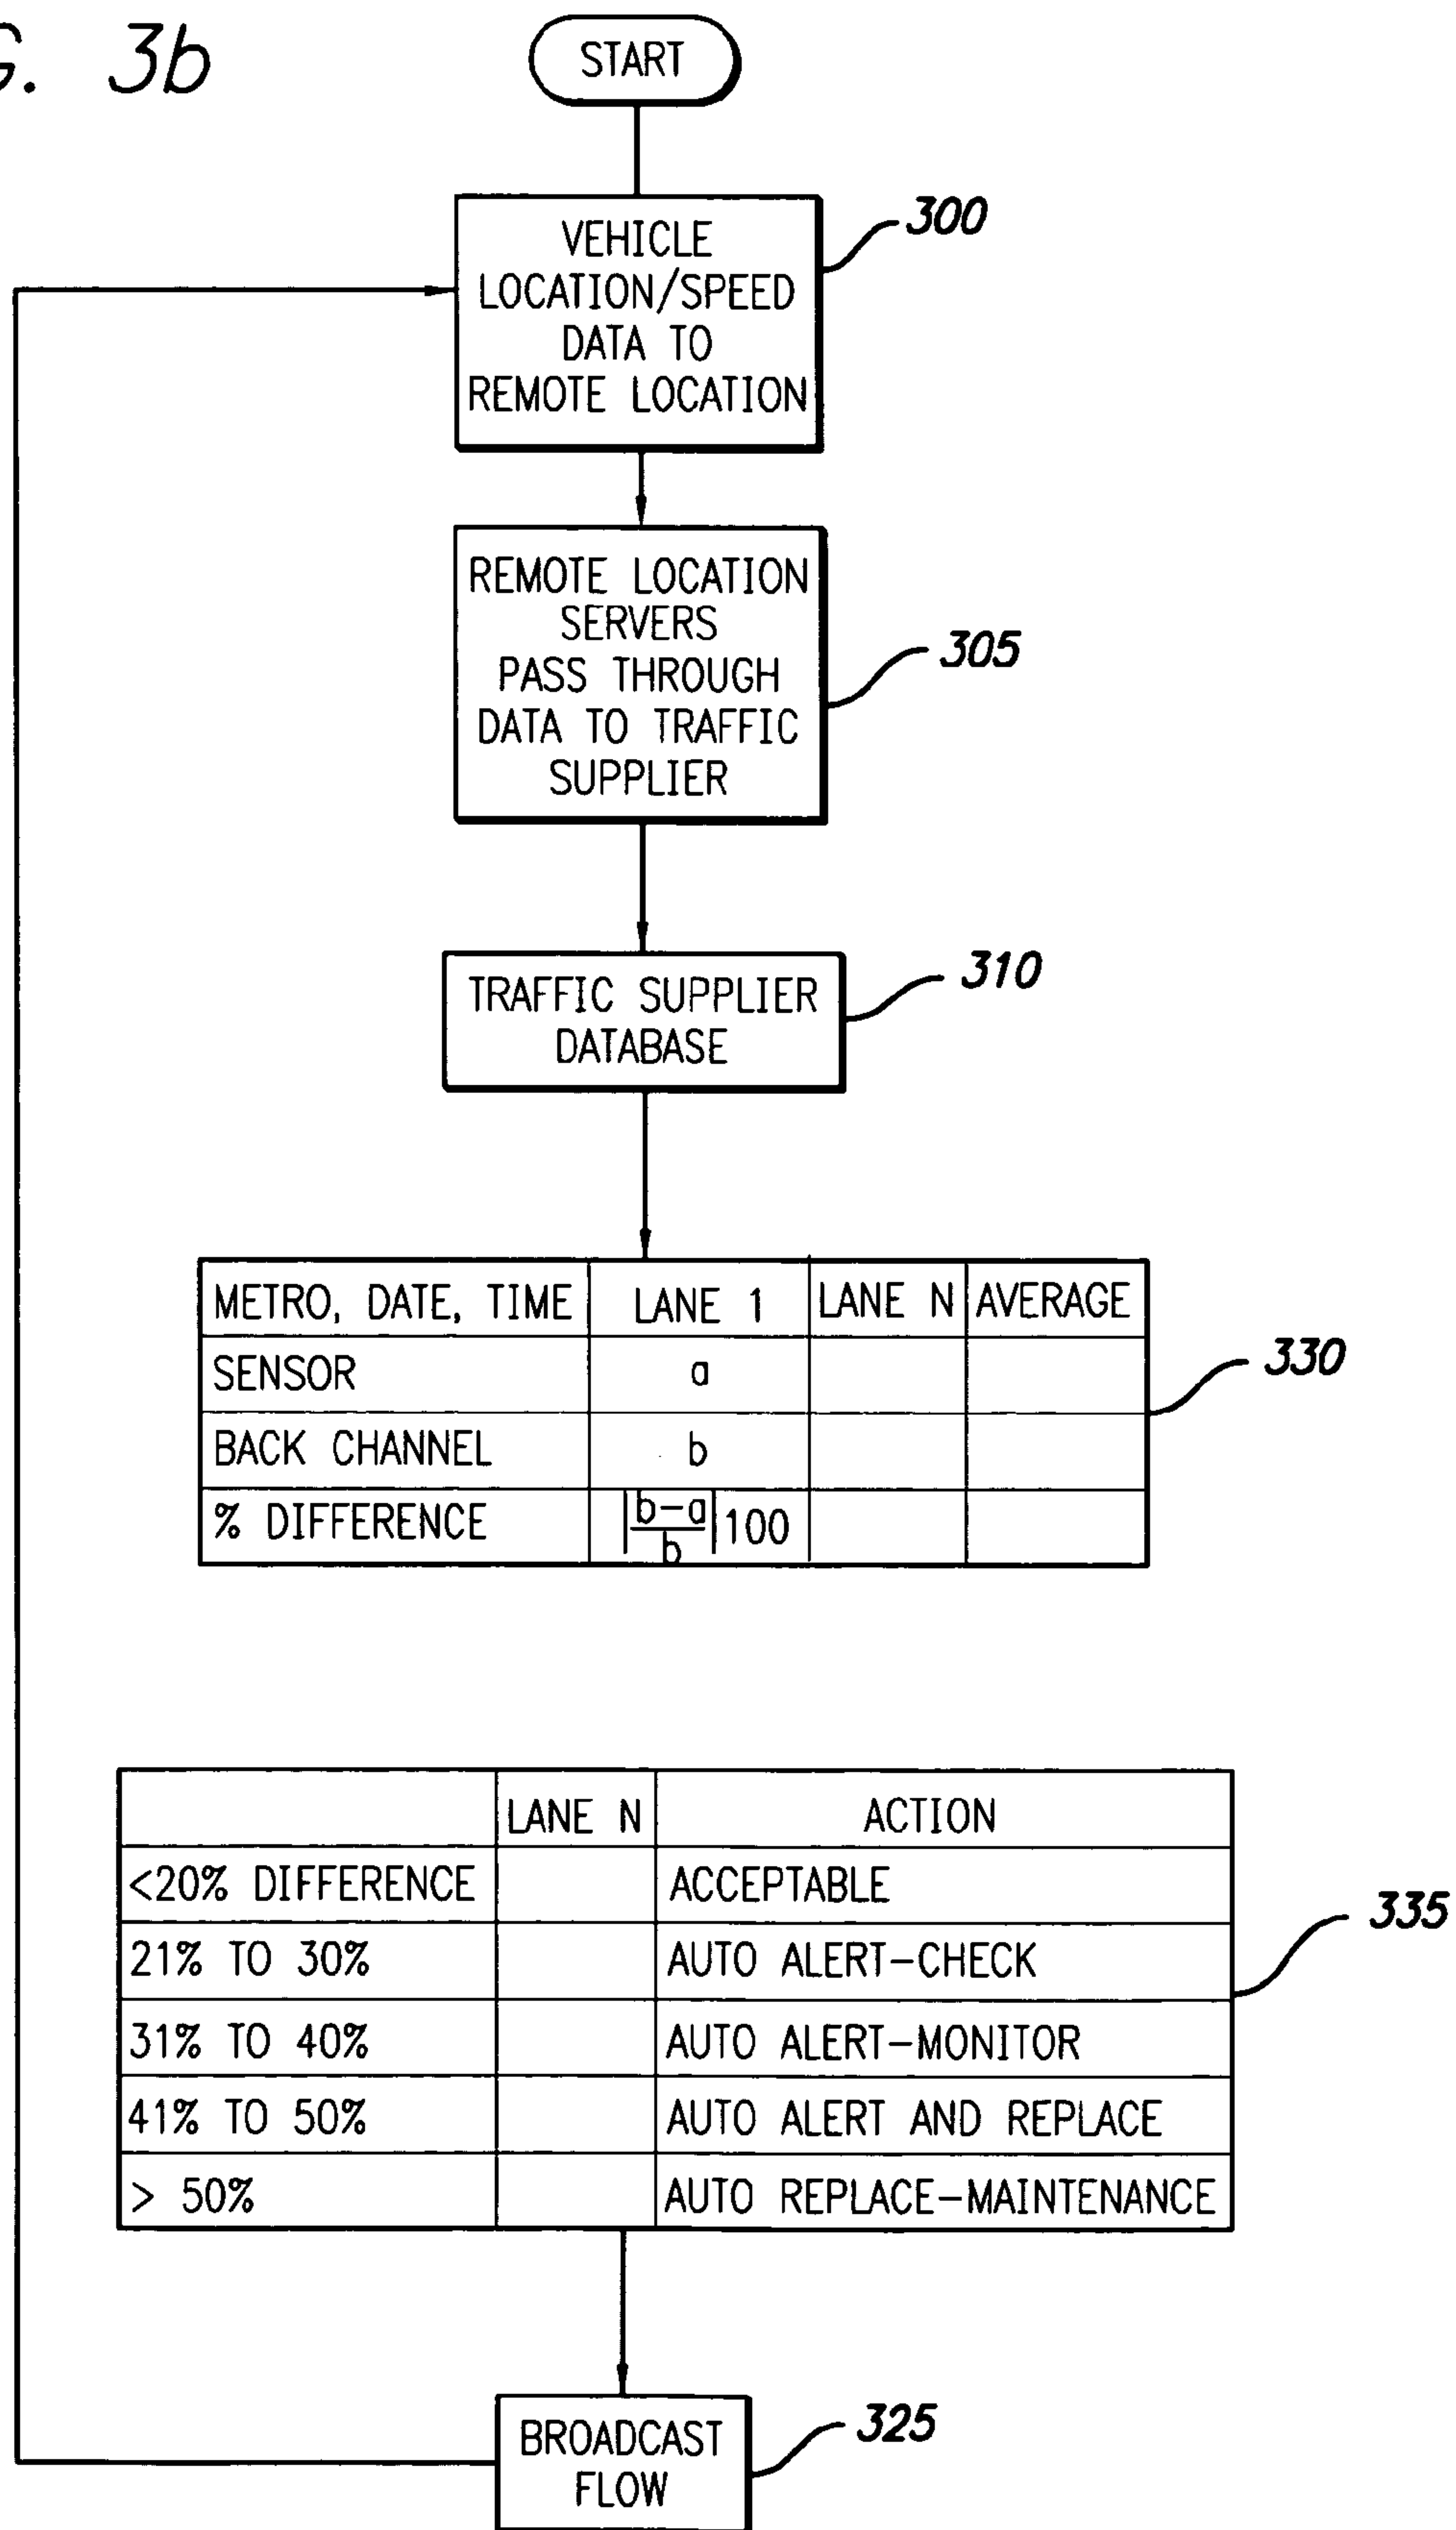 G. 3b
START
VEHICLE
LOCATION/SPEED
DATA TO
REMOTE LOCATION
300
REMOTE LOCATION
SERVERS
PASS THROUGH
DATA TO TRAFFIC
SUPPLIER
305
TRAFFIC SUPPLIER
DATABASE
310
METRO, DATE, TIME LANE 1 LANE N AVERAGE
SENSOR a
BACK CHANNEL b
% DIFFERENCE |b-a/b|100
330
LANE N ACTION
<20% DIFFERENCE ACCEPTABLE
21% TO 30% AUTO ALERT-CHECK
31% TO 40% AUTO ALERT-MONITOR
41% TO 50% AUTO ALERT AND REPLACE
> 50% AUTO REPLACE-MAINTENANCE
335
BROADCAST
FLOW
325